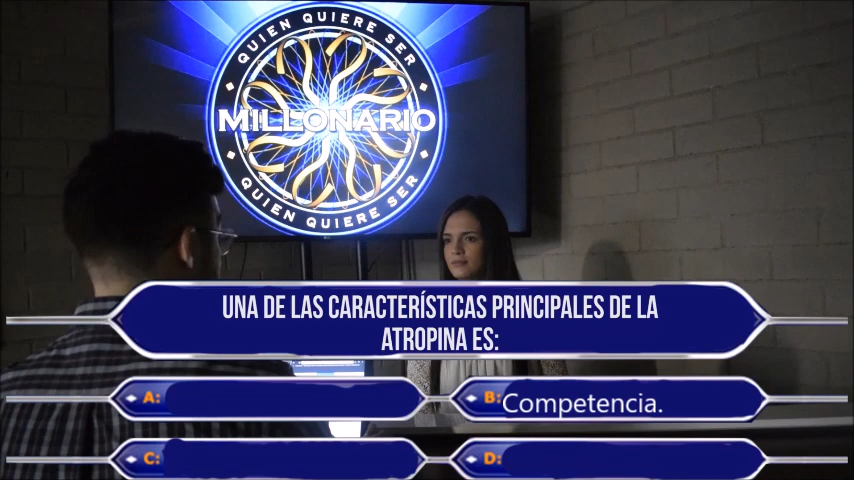 QUIEN QUIERE SER
MILLONARIO
QUIEN QUIERE SER
UNA DE LAS CARACTERÍSTICAS PRINCIPALES DE LA
ATROPINA ES:
A:
B: Competencia.
C:
D: